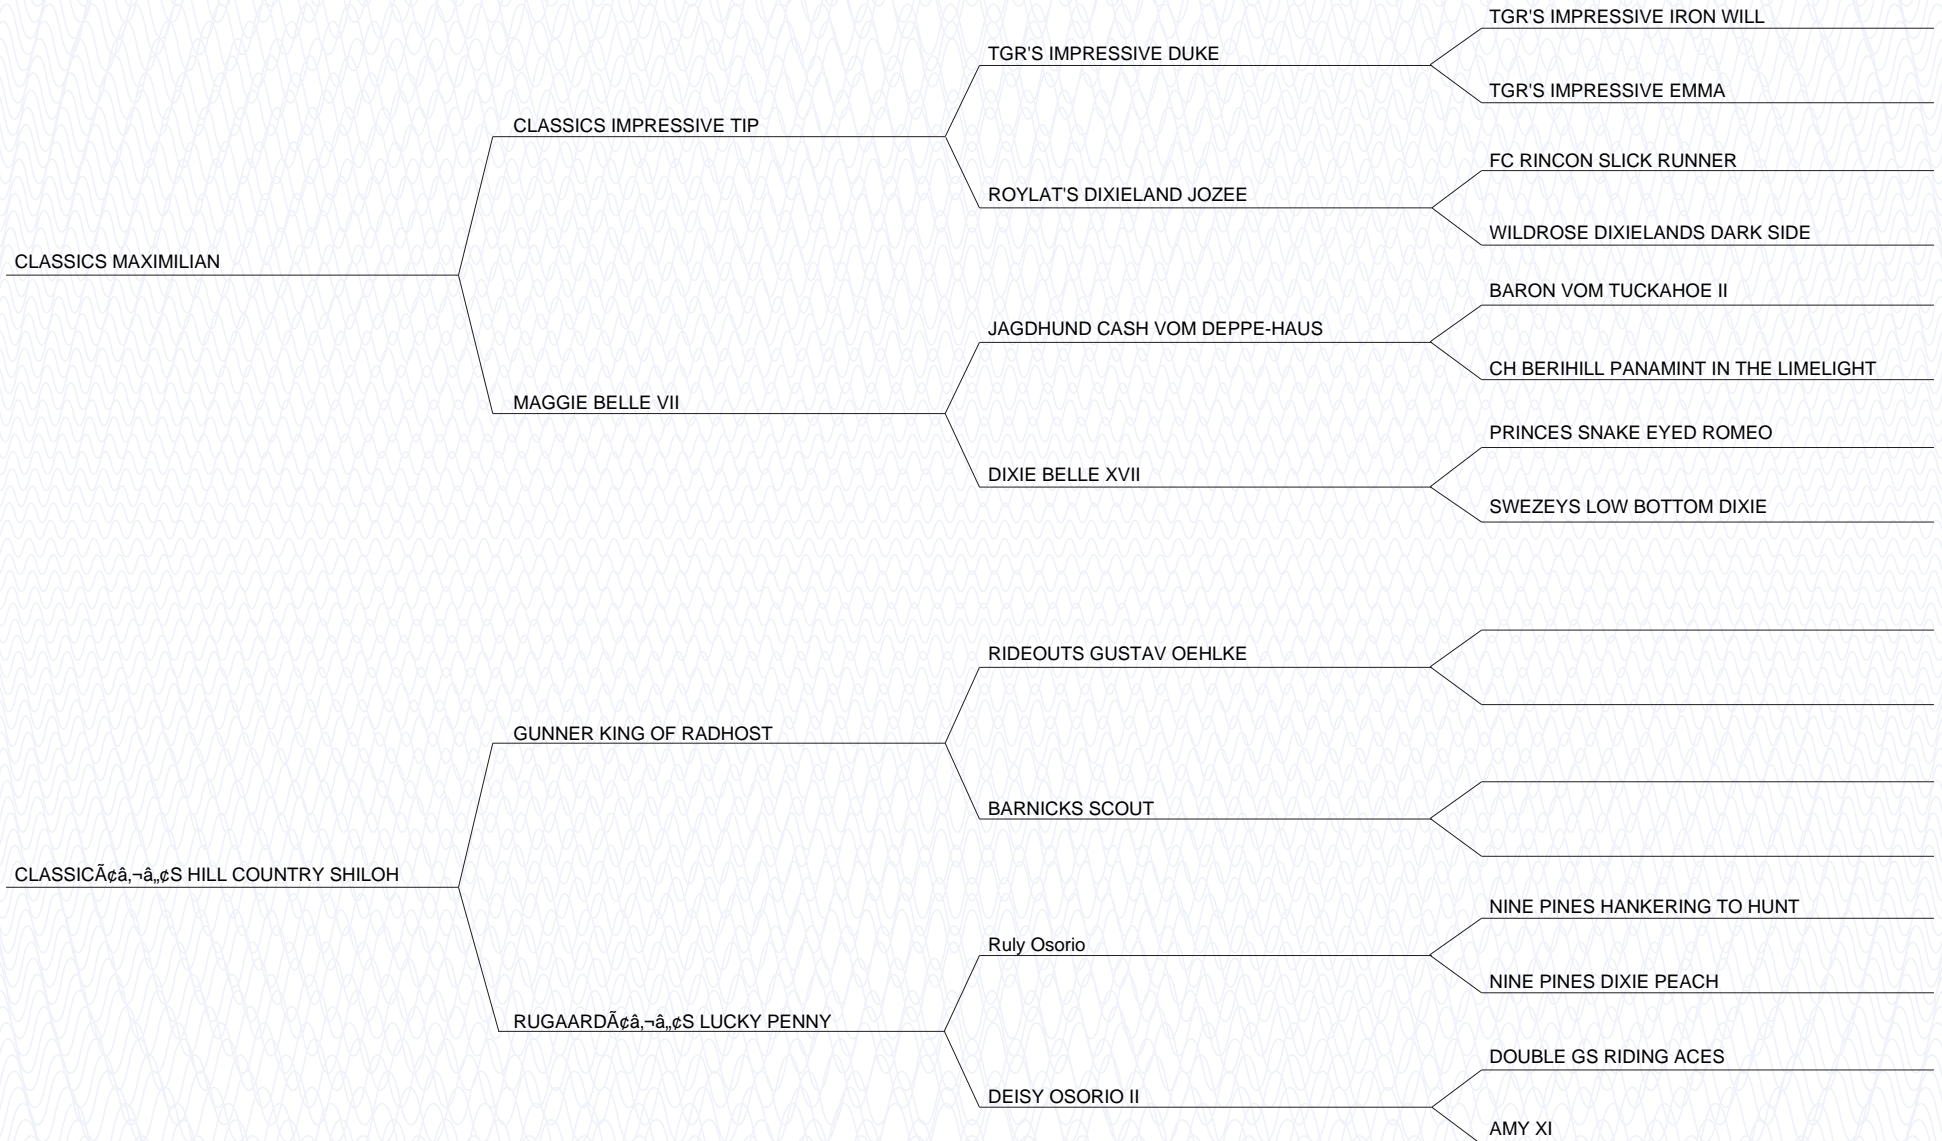 TGR'S IMPRESSIVE IRON WILL
TGR'S IMPRESSIVE DUKE
TGR'S IMPRESSIVE EMMA
CLASSICS IMPRESSIVE TIP
FC RINCON SLICK RUNNER
ROYLAT'S DIXIELAND JOZEE
WILDROSE DIXIELANDS DARK SIDE
CLASSICS MAXIMILIAN
BARON VOM TUCKAHOE II
JAGDHUND CASH VOM DEPPE-HAUS
CH BERIHILL PANAMINT IN THE LIMELIGHT
MAGGIE BELLE VII
PRINCES SNAKE EYED ROMEO
DIXIE BELLE XVII
SWEZEYS LOW BOTTOM DIXIE
RIDEOUTS GUSTAV OEHLKE
GUNNER KING OF RADHOST
BARNICKS SCOUT
CLASSICÃ¢â‚¬â„¢S HILL COUNTRY SHILOH
NINE PINES HANKERING TO HUNT
Ruly Osorio
NINE PINES DIXIE PEACH
RUGAARDÃ¢â‚¬â„¢S LUCKY PENNY
DOUBLE GS RIDING ACES
DEISY OSORIO II
AMY XI